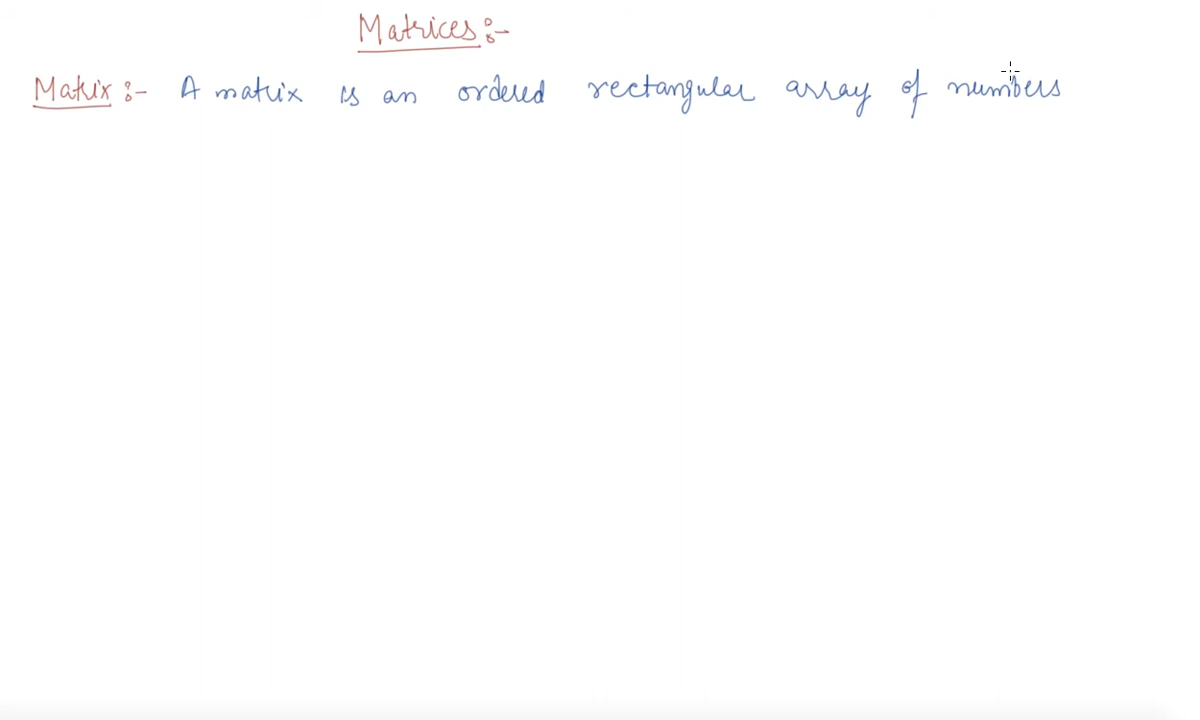 Matrices :-
Matrix :- A matrix is an ordered rectangular array of numbers